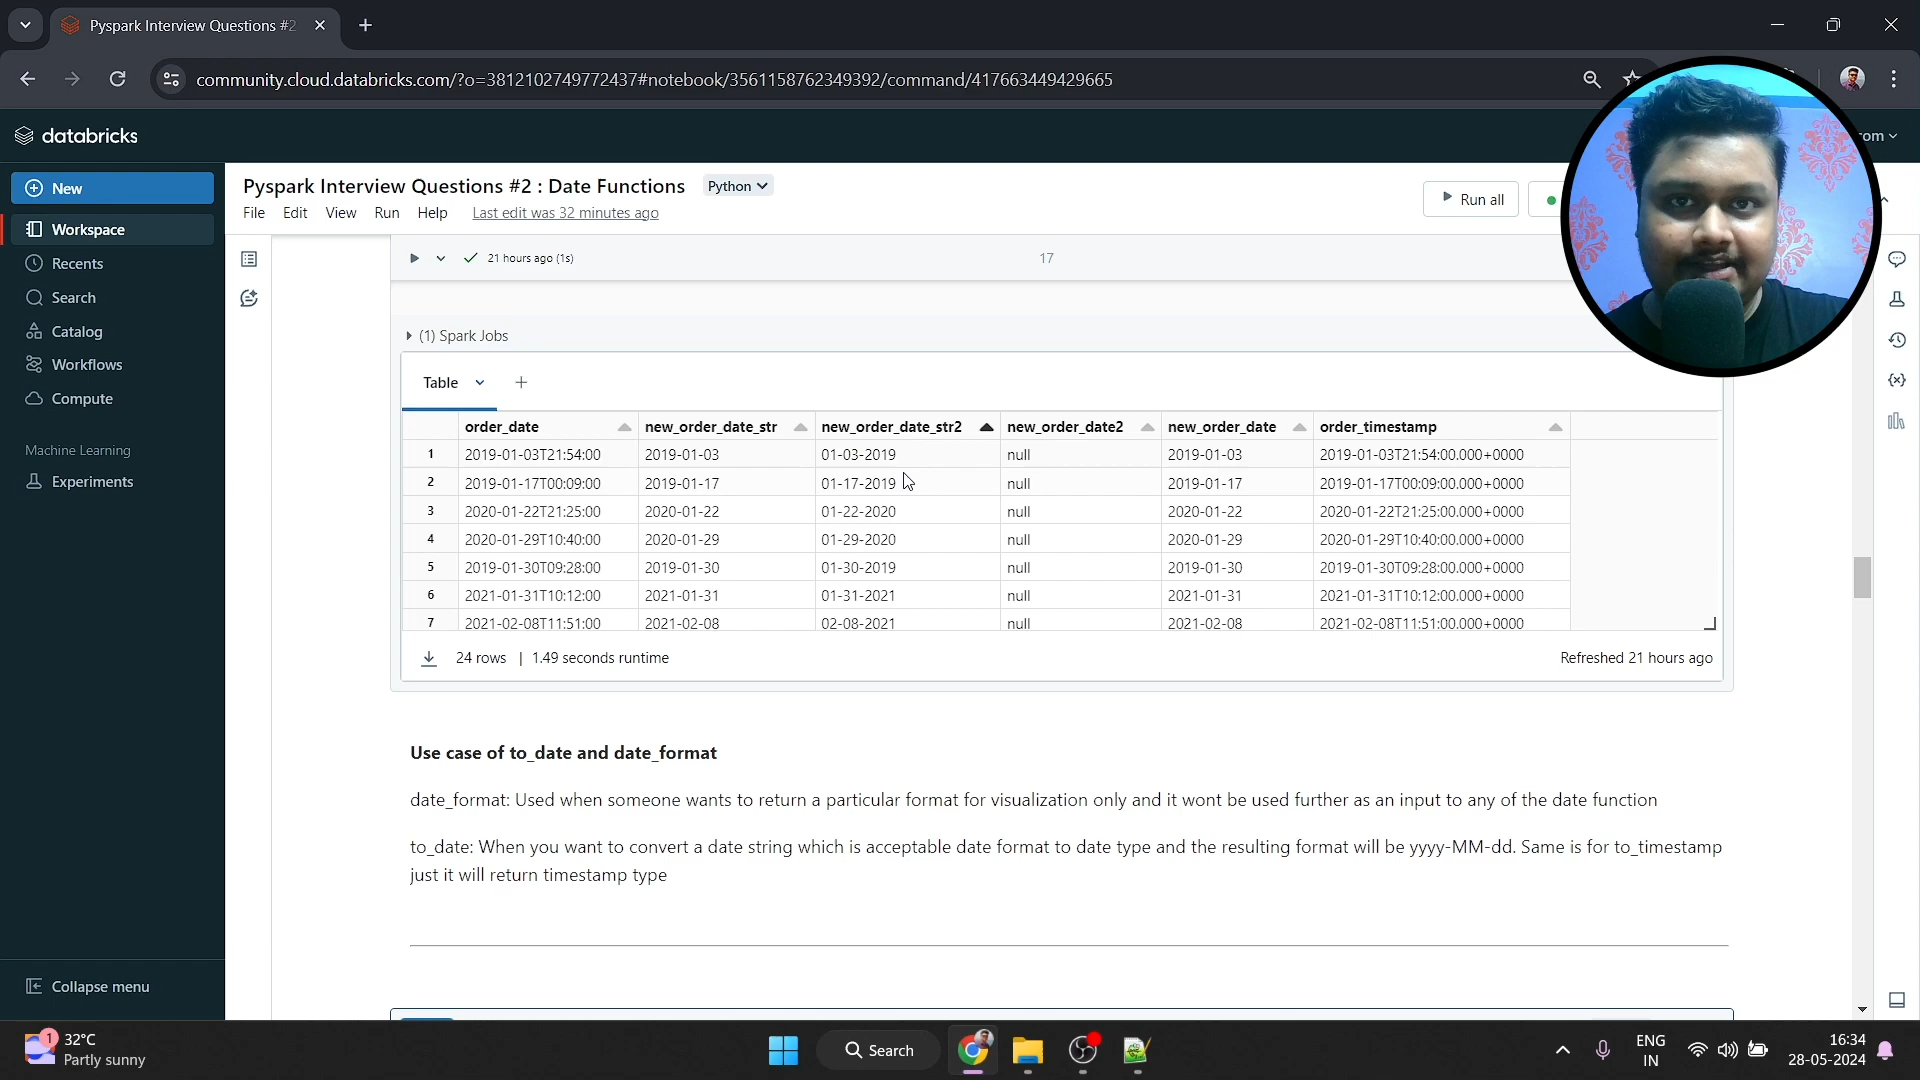 Pyspark Interview Questions #2
community.cloud.databricks.com/?o=3812102749772437#notebook/3561158762349392/command/417663449429665
databricks
om
New
Workspace
Recents
Search
Catalog
Workflows
Compute
Machine Learning
Experiments
Collapse menu
Pyspark Interview Questions #2 : Date Functions Python
File Edit View Run Help Last edit was 32 minutes ago
Run all
21 hours ago (1s) 17
(1) Spark Jobs
Table +
order_date new_order_date_str new_order_date_str2 new_order_date2 new_order_date order_timestamp
1 2019-01-03T21:54:00 2019-01-03 01-03-2019 null 2019-01-03 2019-01-03T21:54:00.000+0000
2 2019-01-17T00:09:00 2019-01-17 01-17-2019 null 2019-01-17 2019-01-17T00:09:00.000+0000
3 2020-01-22T21:25:00 2020-01-22 01-22-2020 null 2020-01-22 2020-01-22T21:25:00.000+0000
4 2020-01-29T10:40:00 2020-01-29 01-29-2020 null 2020-01-29 2020-01-29T10:40:00.000+0000
5 2019-01-30T09:28:00 2019-01-30 01-30-2019 null 2019-01-30 2019-01-30T09:28:00.000+0000
6 2021-01-31T10:12:00 2021-01-31 01-31-2021 null 2021-01-31 2021-01-31T10:12:00.000+0000
7 2021-02-08T11:51:00 2021-02-08 02-08-2021 null 2021-02-08 2021-02-08T11:51:00.000+0000
24 rows | 1.49 seconds runtime Refreshed 21 hours ago
Use case of to_date and date_format
date_format: Used when someone wants to return a particular format for visualization only and it wont be used further as an input to any of the date function
to_date: When you want to convert a date string which is acceptable date format to date type and the resulting format will be yyyy-MM-dd. Same is for to_timestamp
just it will return timestamp type
1 32°C
Partly sunny
Search
ENG
IN
16:34
28-05-2024